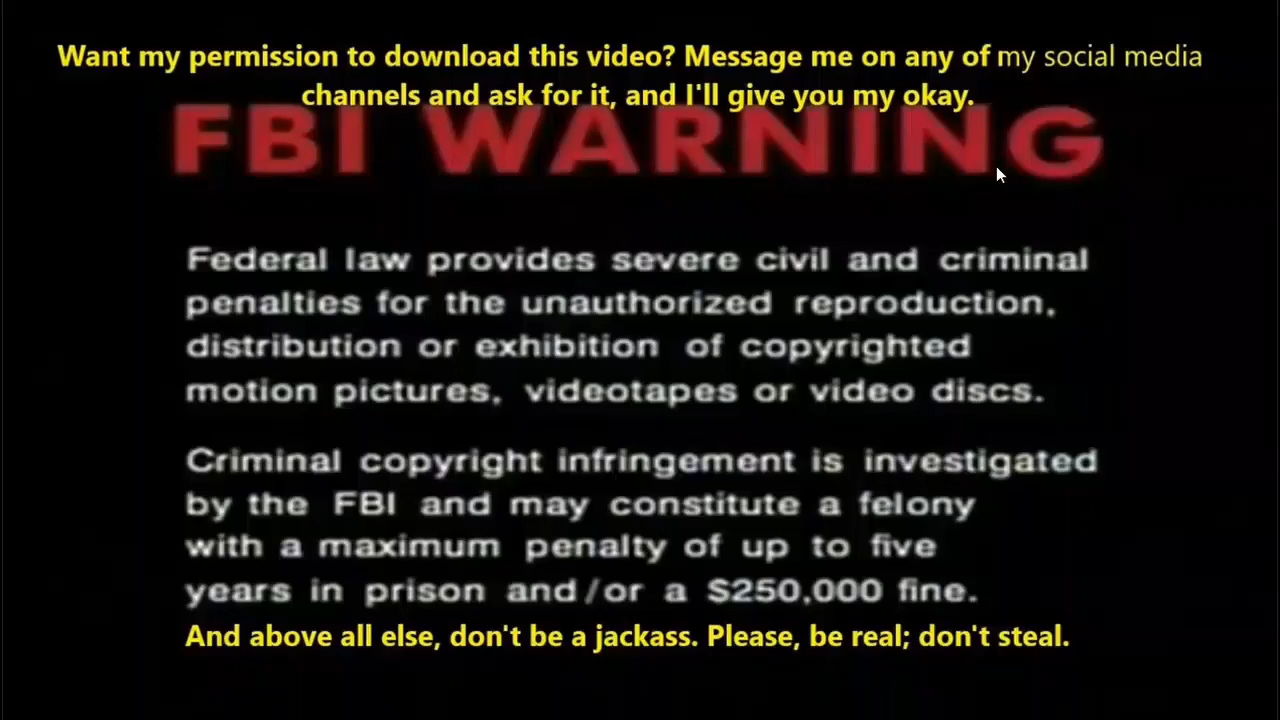 Want my permission to download this video? Message me on any of my social media
channels and ask for it, and I'll give you my okay.
FBI WARNING
Federal law provides severe civil and criminal
penalties for the unauthorized reproduction,
distribution or exhibition of copyrighted
motion pictures, videotapes or video discs.
Criminal copyright infringement is investigated
by the FBI and may constitute a felony
with a maximum penalty of up to five
years in prison and/or a $250,000 fine.
And above all else, don't be a jackass. Please, be real; don't steal.